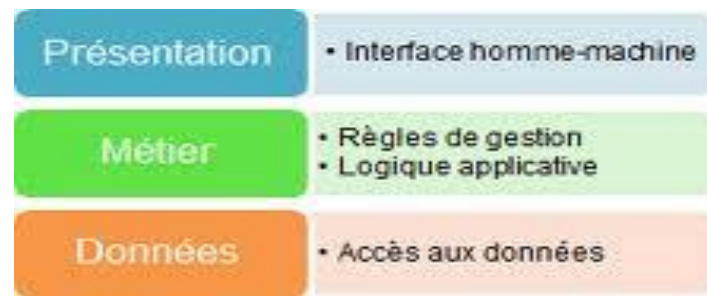 Présentation
• Interface homme-machine
Métier
• Règles de gestion
• Logique applicative
Données
• Accès aux données